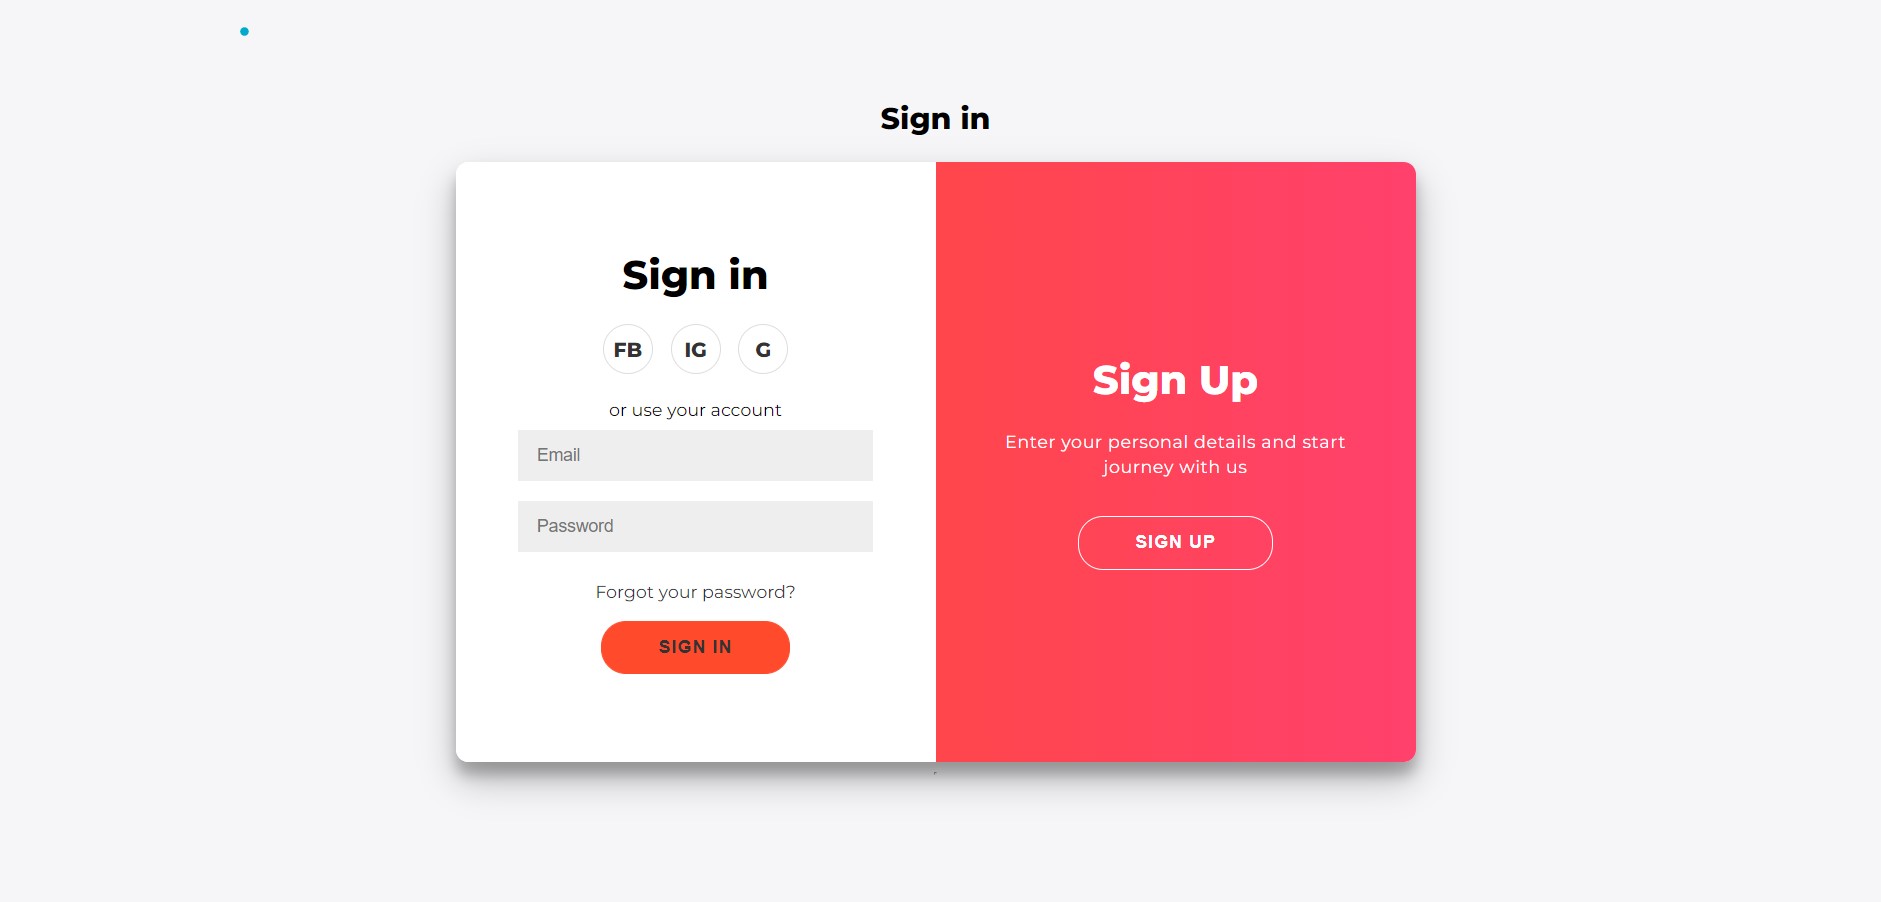 Sign in
Sign in
FB IG G
or use your account
Email
Password
Forgot your password?
SIGN IN
Sign Up
Enter your personal details and start
journey with us
SIGN UP